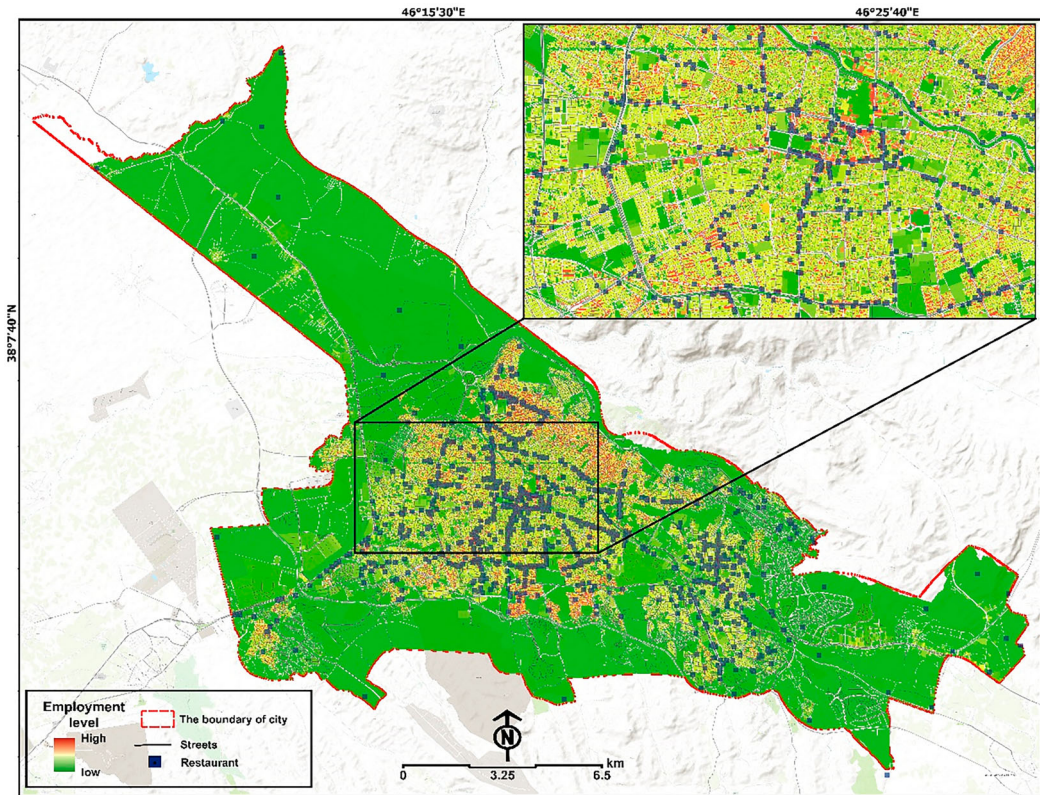 46°15'30"E
46°25'40"E
38°7'40"N
Employment
level
High
low
The boundary of city
Streets
Restaurant
N
km
0
3.25
6.5